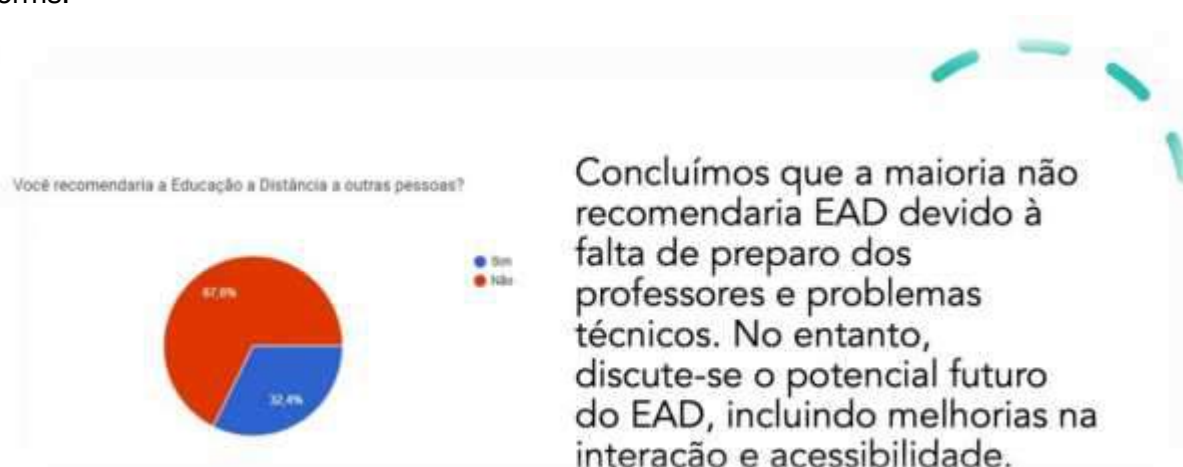 Você recomendaria a Educação a Distância a outras pessoas?
Sim
Não
67,6%
32,4%
Concluímos que a maioria não
recomendaria EAD devido à
falta de preparo dos
professores e problemas
técnicos. No entanto,
discute-se o potencial futuro
do EAD, incluindo melhorias na
interação e acessibilidade.